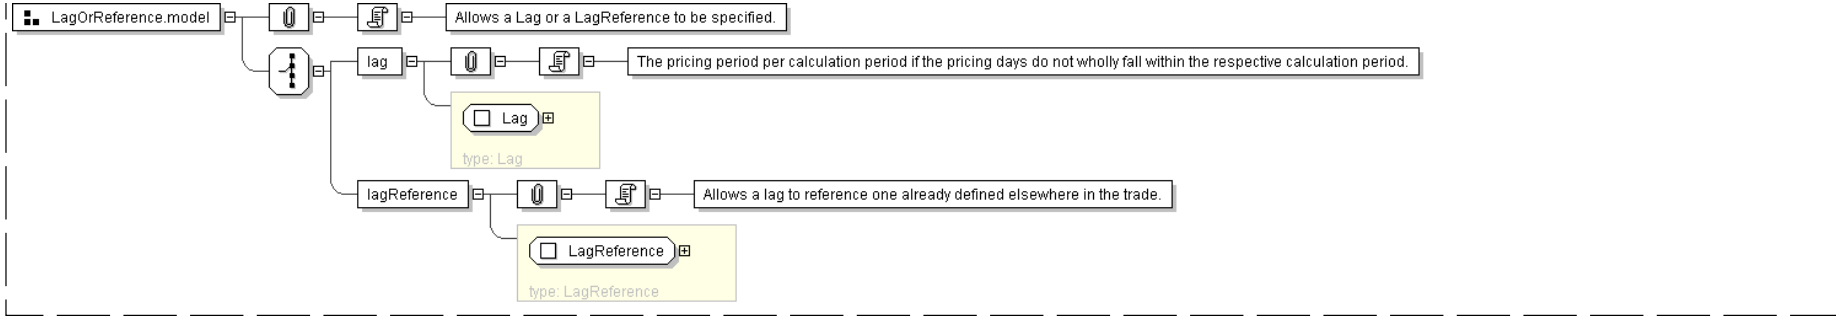 LagOrReference.model
Allows a Lag or a LagReference to be specified.
lag
The pricing period per calculation period if the pricing days do not wholly fall within the respective calculation period.
Lag
type: Lag
lagReference
Allows a lag to reference one already defined elsewhere in the trade.
LagReference
type: LagReference